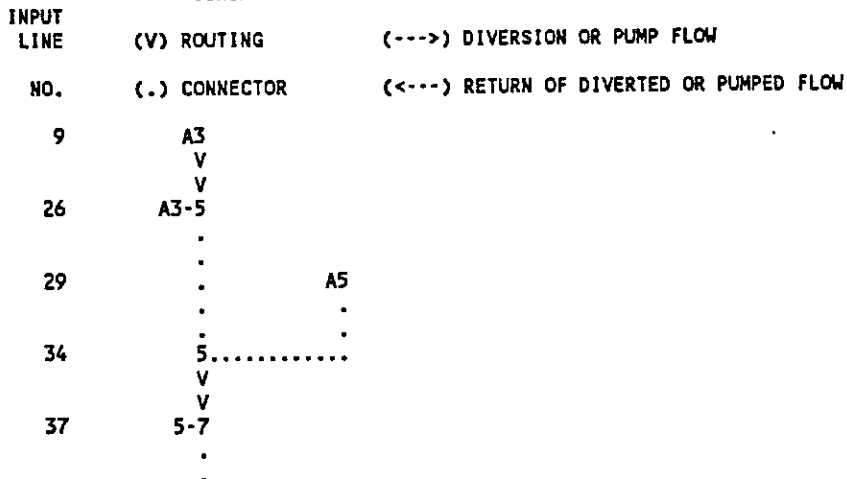 INPUT
LINE (V) ROUTING (--->) DIVERSION OR PUMP FLOW
NO. (.) CONNECTOR (<---) RETURN OF DIVERTED OR PUMPED FLOW
9 A3
V
V
26 A3-5
.
.
29 . A5
. .
. .
34 5............
V
V
37 5-7
.
.